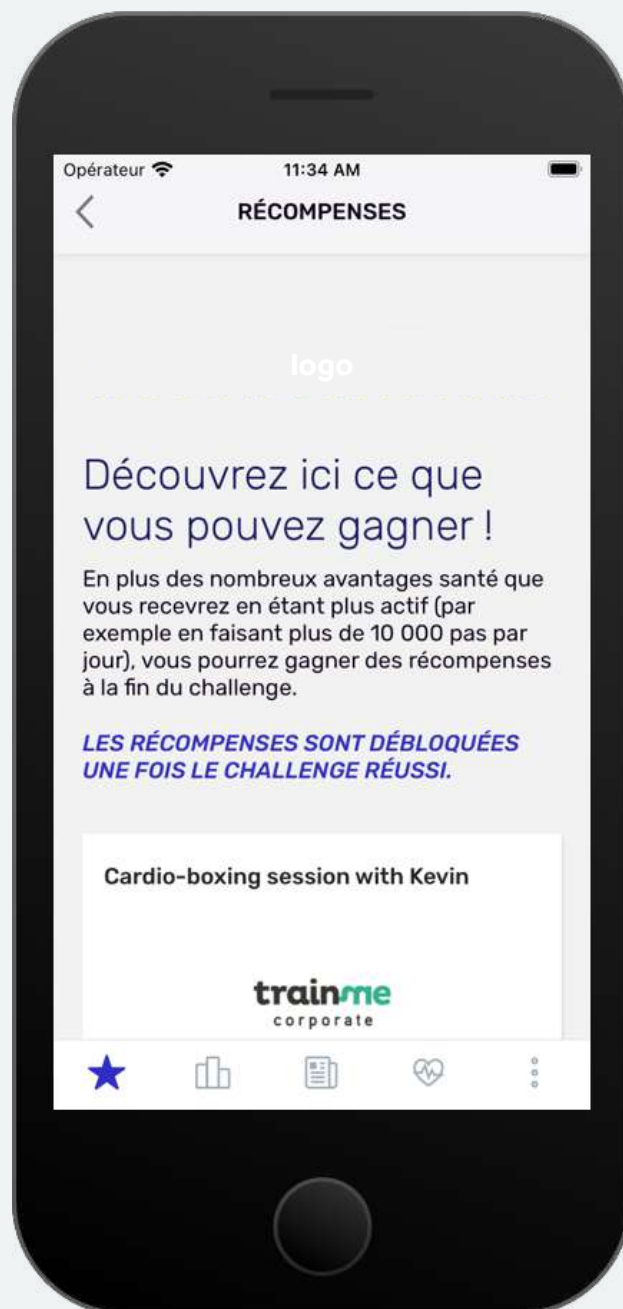 Opérateur
11:34 AM
RÉCOMPENSES
logo
Découvrez ici ce que
vous pouvez gagner !
En plus des nombreux avantages santé que
vous recevrez en étant plus actif (par
exemple en faisant plus de 10 000 pas par
jour), vous pourrez gagner des récompenses
à la fin du challenge.
LES RÉCOMPENSES SONT DÉBLOQUÉES
UNE FOIS LE CHALLENGE RÉUSSI.
Cardio-boxing session with Kevin
trainme
corporate